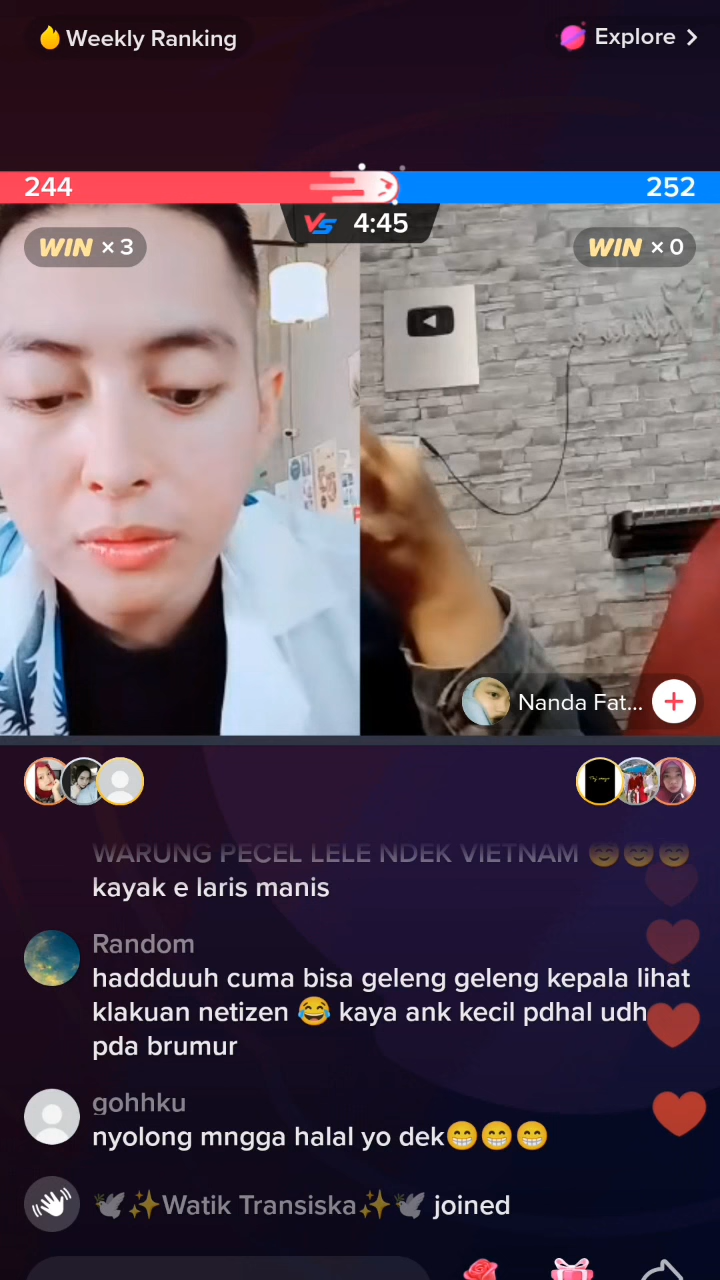 Weekly Ranking
Explore
244
252
VS 4:45
WIN × 3
WIN × 0
Nanda Fat...
WARUNG PECEL LELE NDEK VIETNAM ☺️☺️☺️
kayak e laris manis
Random
haddduuh cuma bisa geleng geleng kepala lihat
klakuan netizen 😂 kaya ank kecil pdhal udh
pda brumur
gohhku
nyolong mngga halal yo dek😁😁😁
🕊✨Watik Transiska✨🕊 joined